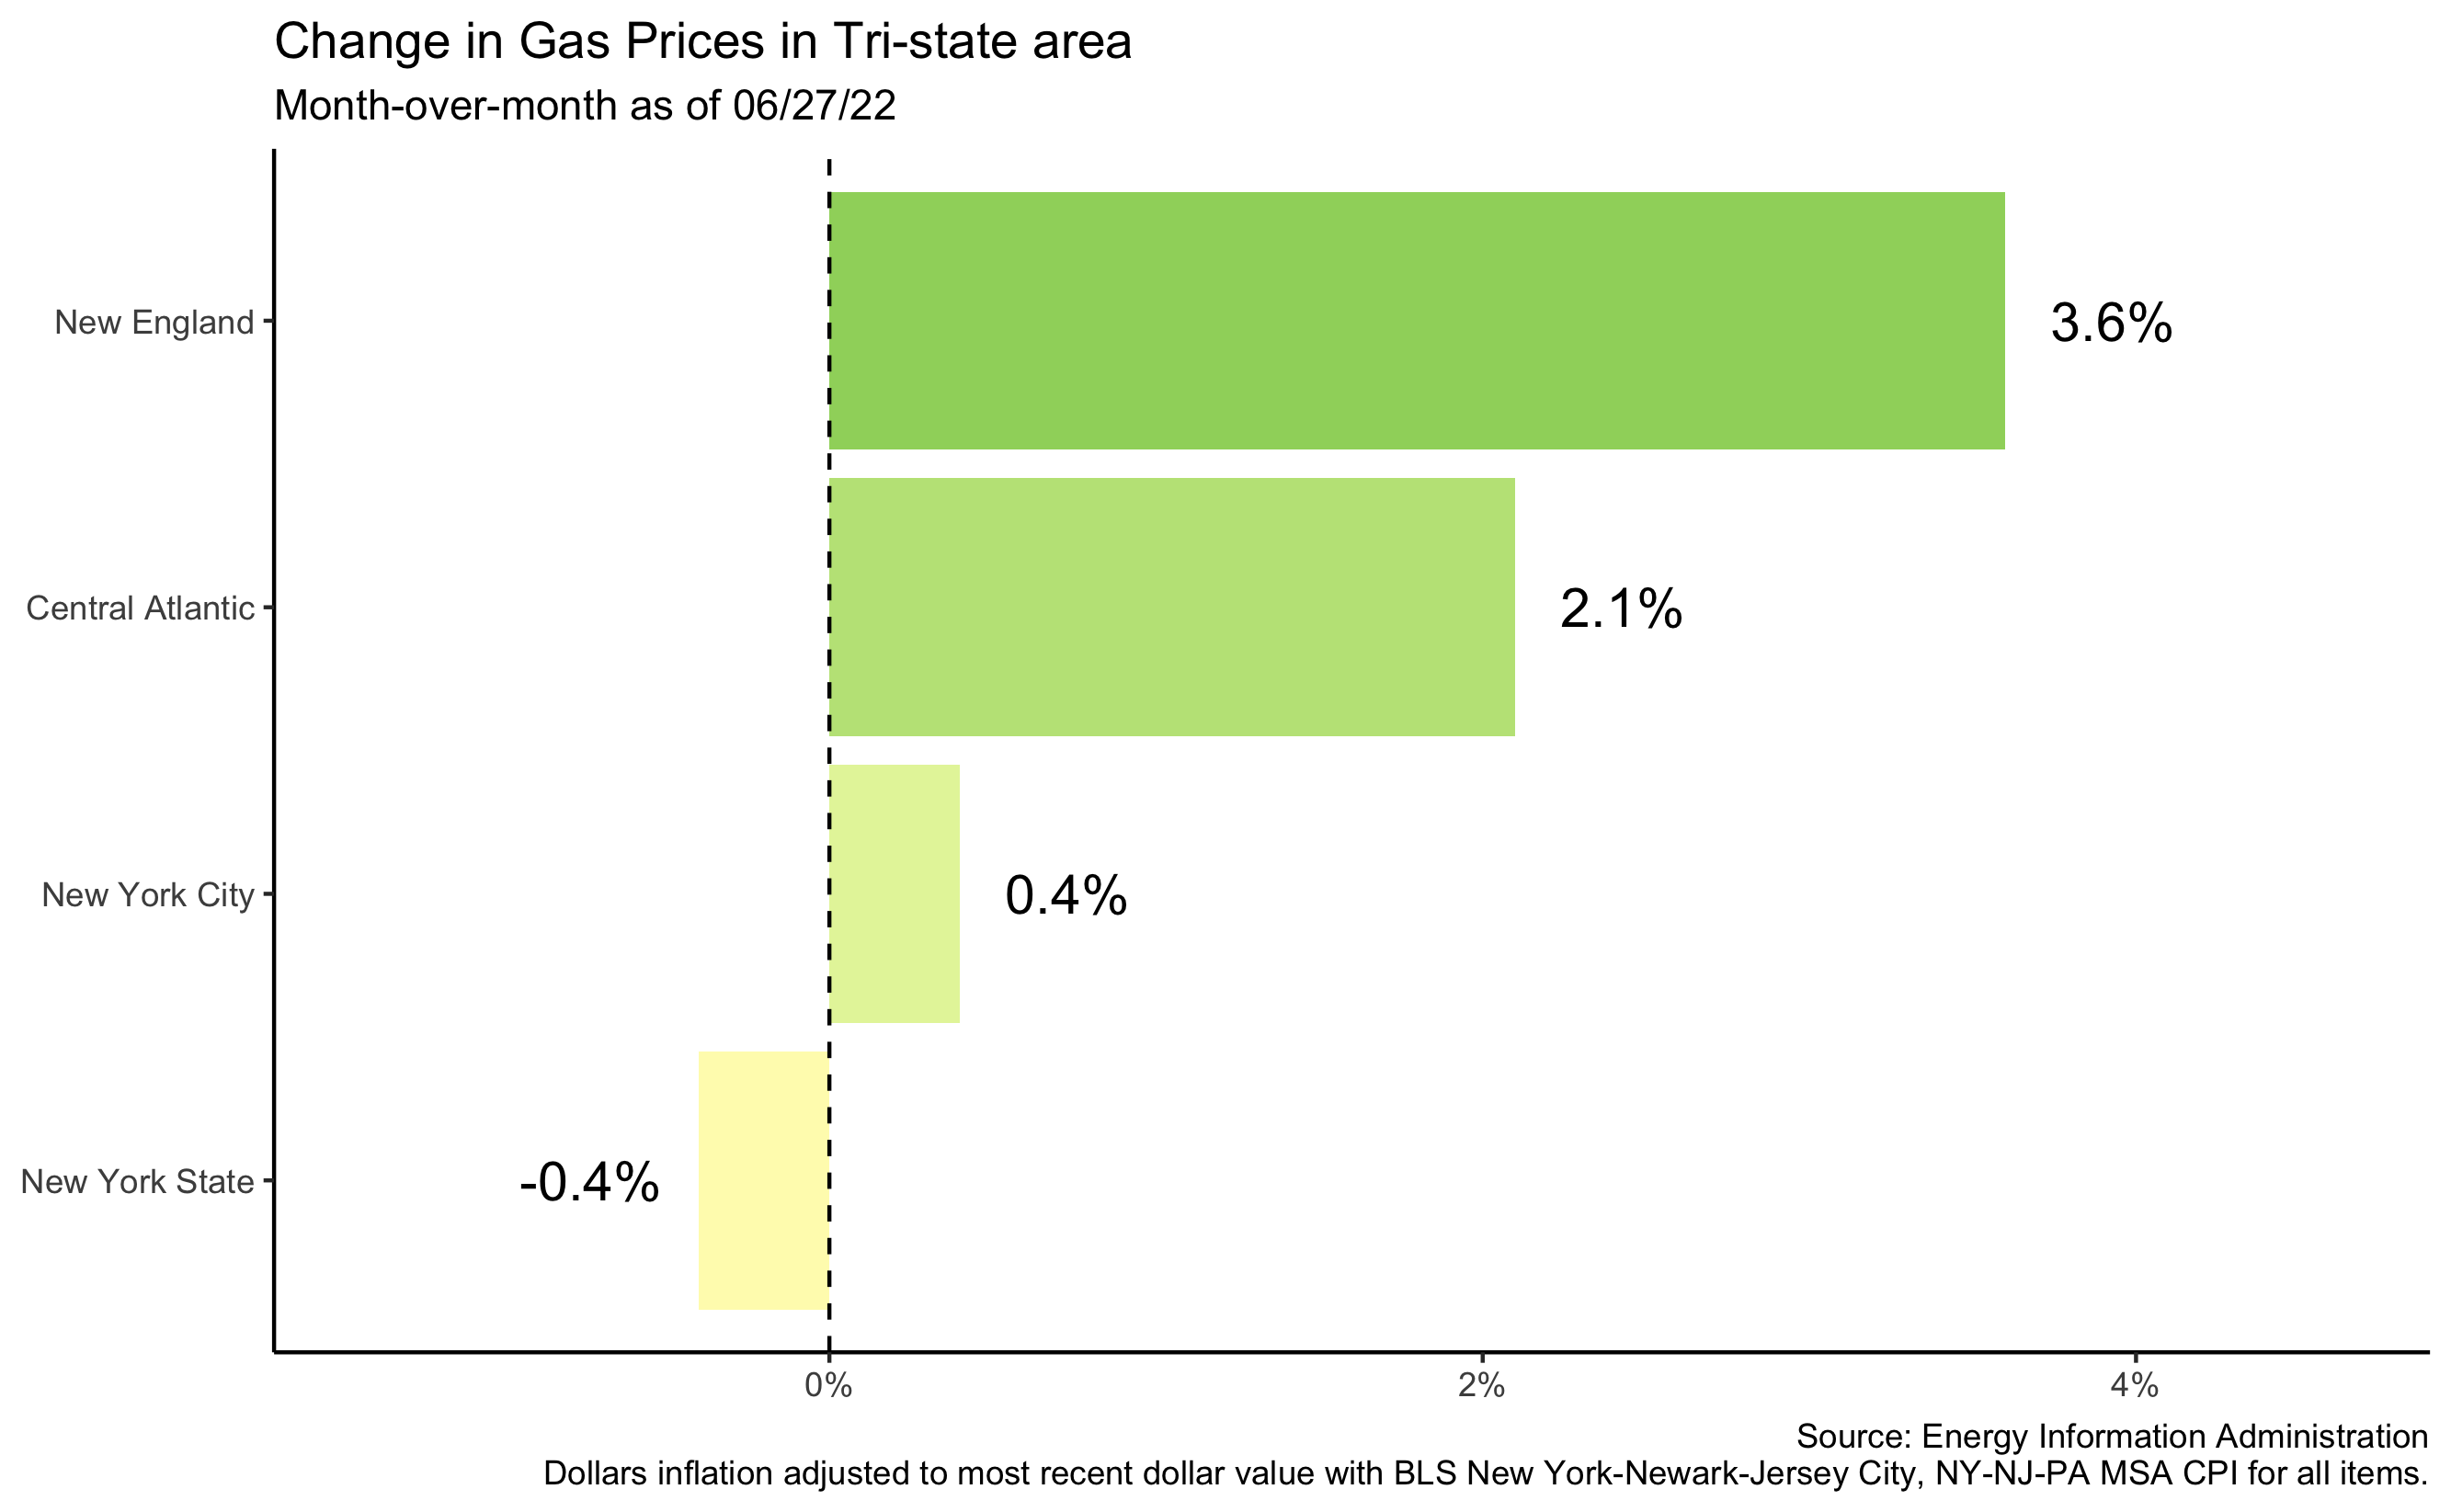 Change in Gas Prices in Tri-state area
Month-over-month as of 06/27/22
New England
3.6%
Central Atlantic
2.1%
New York City
0.4%
New York State
-0.4%
0%
2%
4%
Source: Energy Information Administration
Dollars inflation adjusted to most recent dollar value with BLS New York-Newark-Jersey City, NY-NJ-PA MSA CPI for all items.